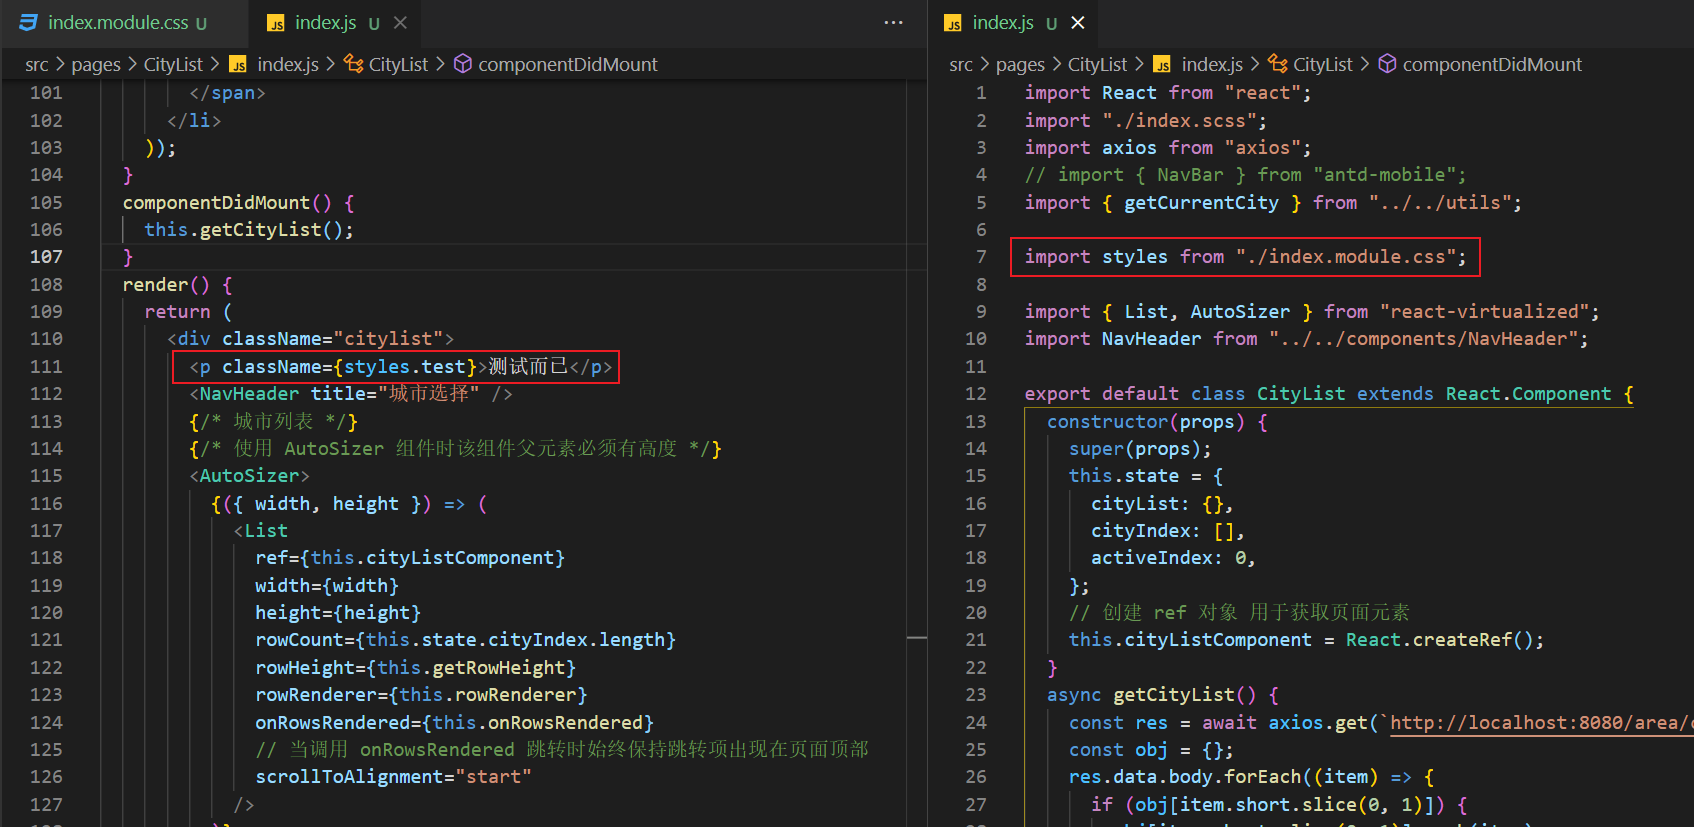 index.module.css U
index.js U
src > pages > CityList > index.js > CityList > componentDidMount
101 </span>
102 </li>
103 ));
104 }
105 componentDidMount() {
106 this.getCityList();
107 }
108 render() {
109 return (
110 <div className="citylist">
111 <p className={styles.test}>测试而已</p>
112 <NavHeader title="城市选择" />
113 {/* 城市列表 */}
114 {/* 使用 AutoSizer 组件时该组件父元素必须有高度 */}
115 <AutoSizer>
116 {({ width, height }) => (
117 <List
118 ref={this.cityListComponent}
119 width={width}
120 height={height}
121 rowCount={this.state.cityIndex.length}
122 rowHeight={this.getRowHeight}
123 rowRenderer={this.rowRenderer}
124 onRowsRendered={this.onRowsRendered}
125 // 当调用 onRowsRendered 跳转时始终保持跳转项出现在页面顶部
126 scrollToAlignment="start"
127 />
index.js U
src > pages > CityList > index.js > CityList > componentDidMount
1 import React from "react";
2 import "./index.scss";
3 import axios from "axios";
4 // import { NavBar } from "antd-mobile";
5 import { getCurrentCity } from "../../utils";
6
7 import styles from "./index.module.css";
8
9 import { List, AutoSizer } from "react-virtualized";
10 import NavHeader from "../../components/NavHeader";
11
12 export default class CityList extends React.Component {
13 constructor(props) {
14 super(props);
15 this.state = {
16 cityList: {},
17 cityIndex: [],
18 activeIndex: 0,
19 };
20 // 创建 ref 对象 用于获取页面元素
21 this.cityListComponent = React.createRef();
22 }
23 async getCityList() {
24 const res = await axios.get(`http://localhost:8080/area/
25 const obj = {};
26 res.data.body.forEach((item) => {
27 if (obj[item.short.slice(0, 1)]) {